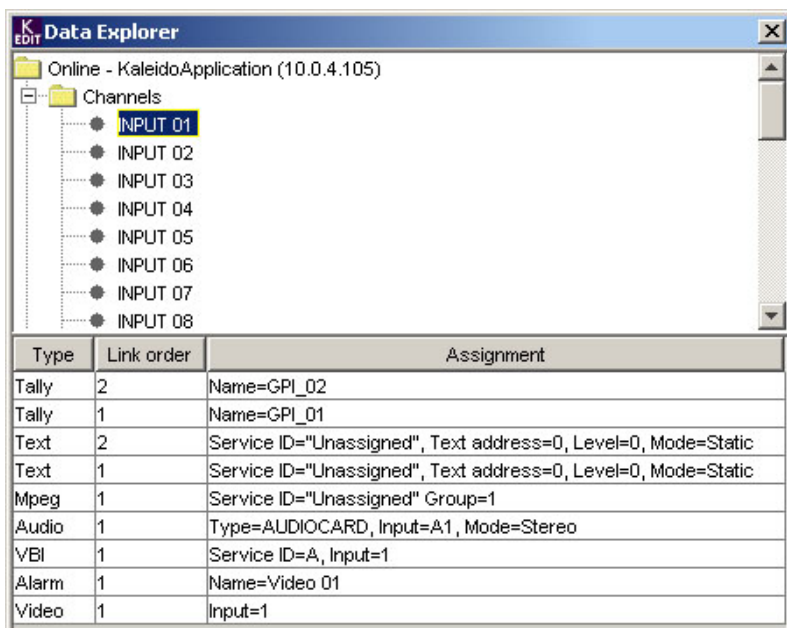 K EDIT Data Explorer
Online - KaleidoApplication (10.0.4.105)
Channels
INPUT 01
INPUT 02
INPUT 03
INPUT 04
INPUT 05
INPUT 06
INPUT 07
INPUT 08
Type Link order Assignment
Tally 2 Name=GPI_02
Tally 1 Name=GPI_01
Text 2 Service ID="Unassigned", Text address=0, Level=0, Mode=Static
Text 1 Service ID="Unassigned", Text address=0, Level=0, Mode=Static
Mpeg 1 Service ID="Unassigned" Group=1
Audio 1 Type=AUDIOCARD, Input=A1, Mode=Stereo
VBI 1 Service ID=A, Input=1
Alarm 1 Name=Video 01
Video 1 Input=1